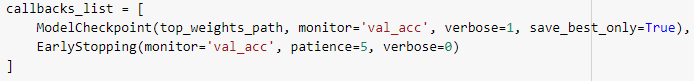 callbacks_list = [
    ModelCheckpoint(top_weights_path, monitor='val_acc', verbose=1, save_best_only=True),
    EarlyStopping(monitor='val_acc', patience=5, verbose=0)
]